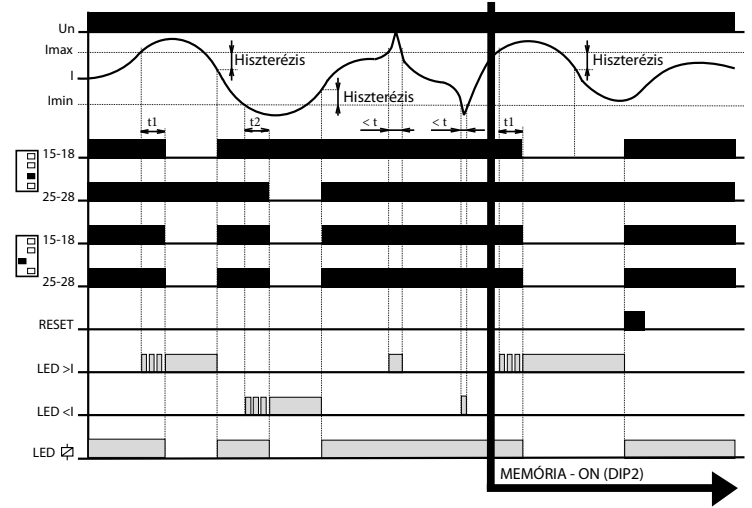 Un
Imax
Hiszterézis
Hiszterézis
I
Hiszterézis
Imin
t1
t2
< t
< t
t1
15-18
25-28
15-18
25-28
RESET
LED >I
LED <I
LED
MEMÓRIA - ON (DIP2)